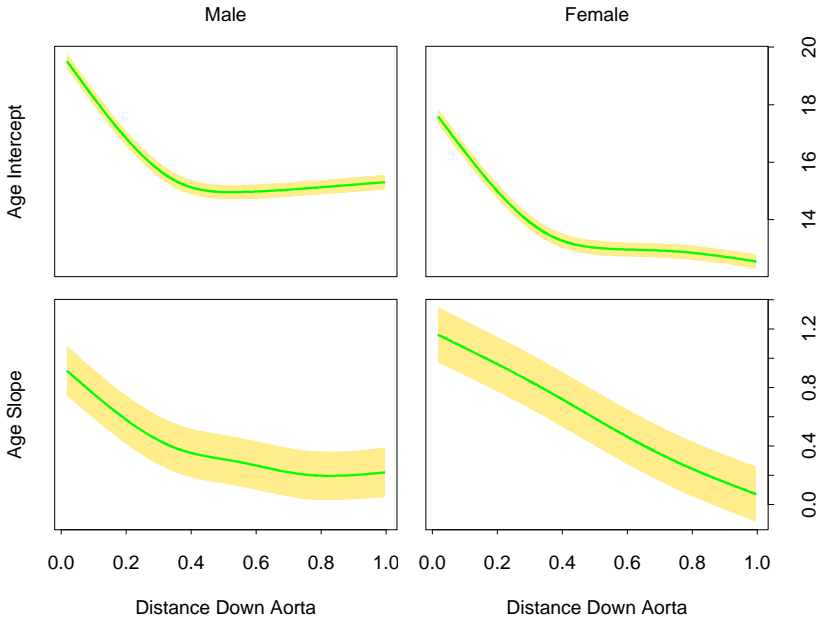 Male Female
Age Intercept
20
18
16
14
Age Slope
1.2
0.8
0.4
0.0
0.0 0.2 0.4 0.6 0.8 1.0 0.0 0.2 0.4 0.6 0.8 1.0
Distance Down Aorta Distance Down Aorta